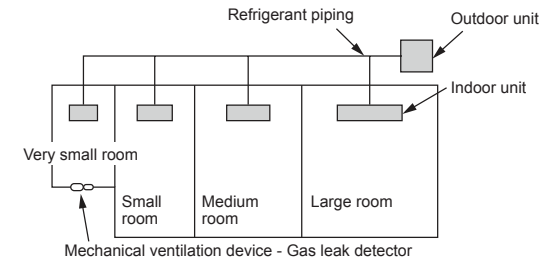 Refrigerant piping
Outdoor unit
Indoor unit
Very small room
Small
room
Medium
room
Large room
Mechanical ventilation device - Gas leak detector